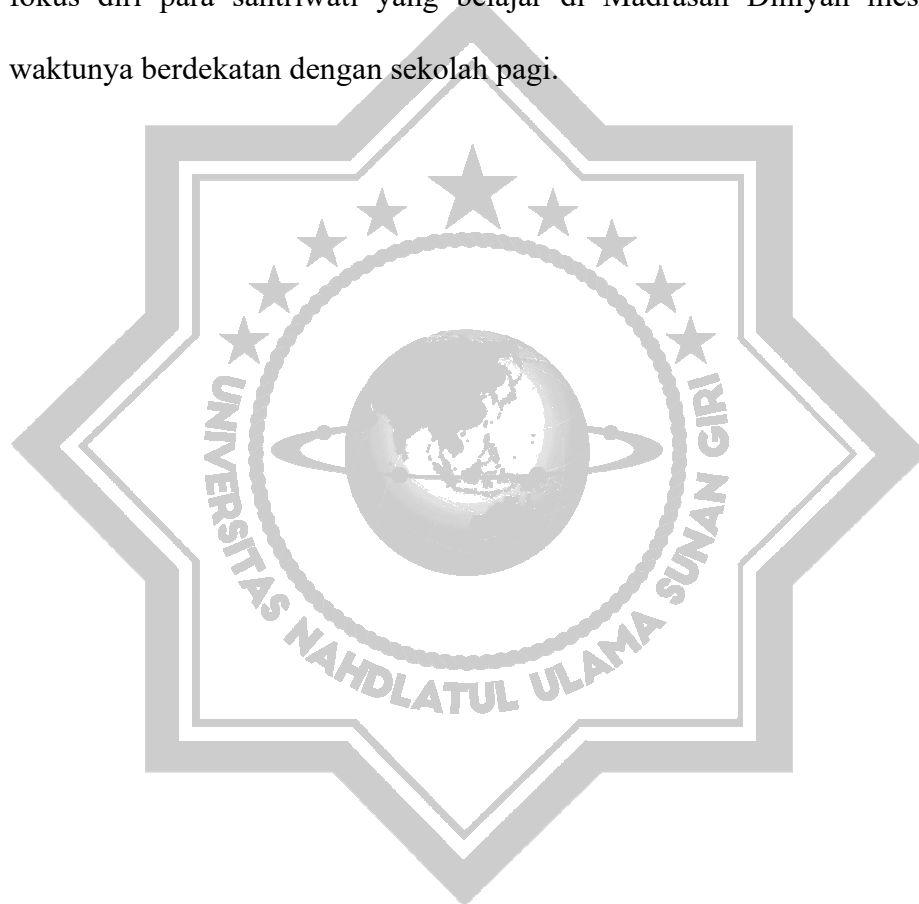 fokus diri para santriwati yang belajar di Madrasah Diniyah
waktunya berdekatan dengan sekolah pagi.
UNIVERSITAS NAHDLATUL ULAMA SUNAN GIRI